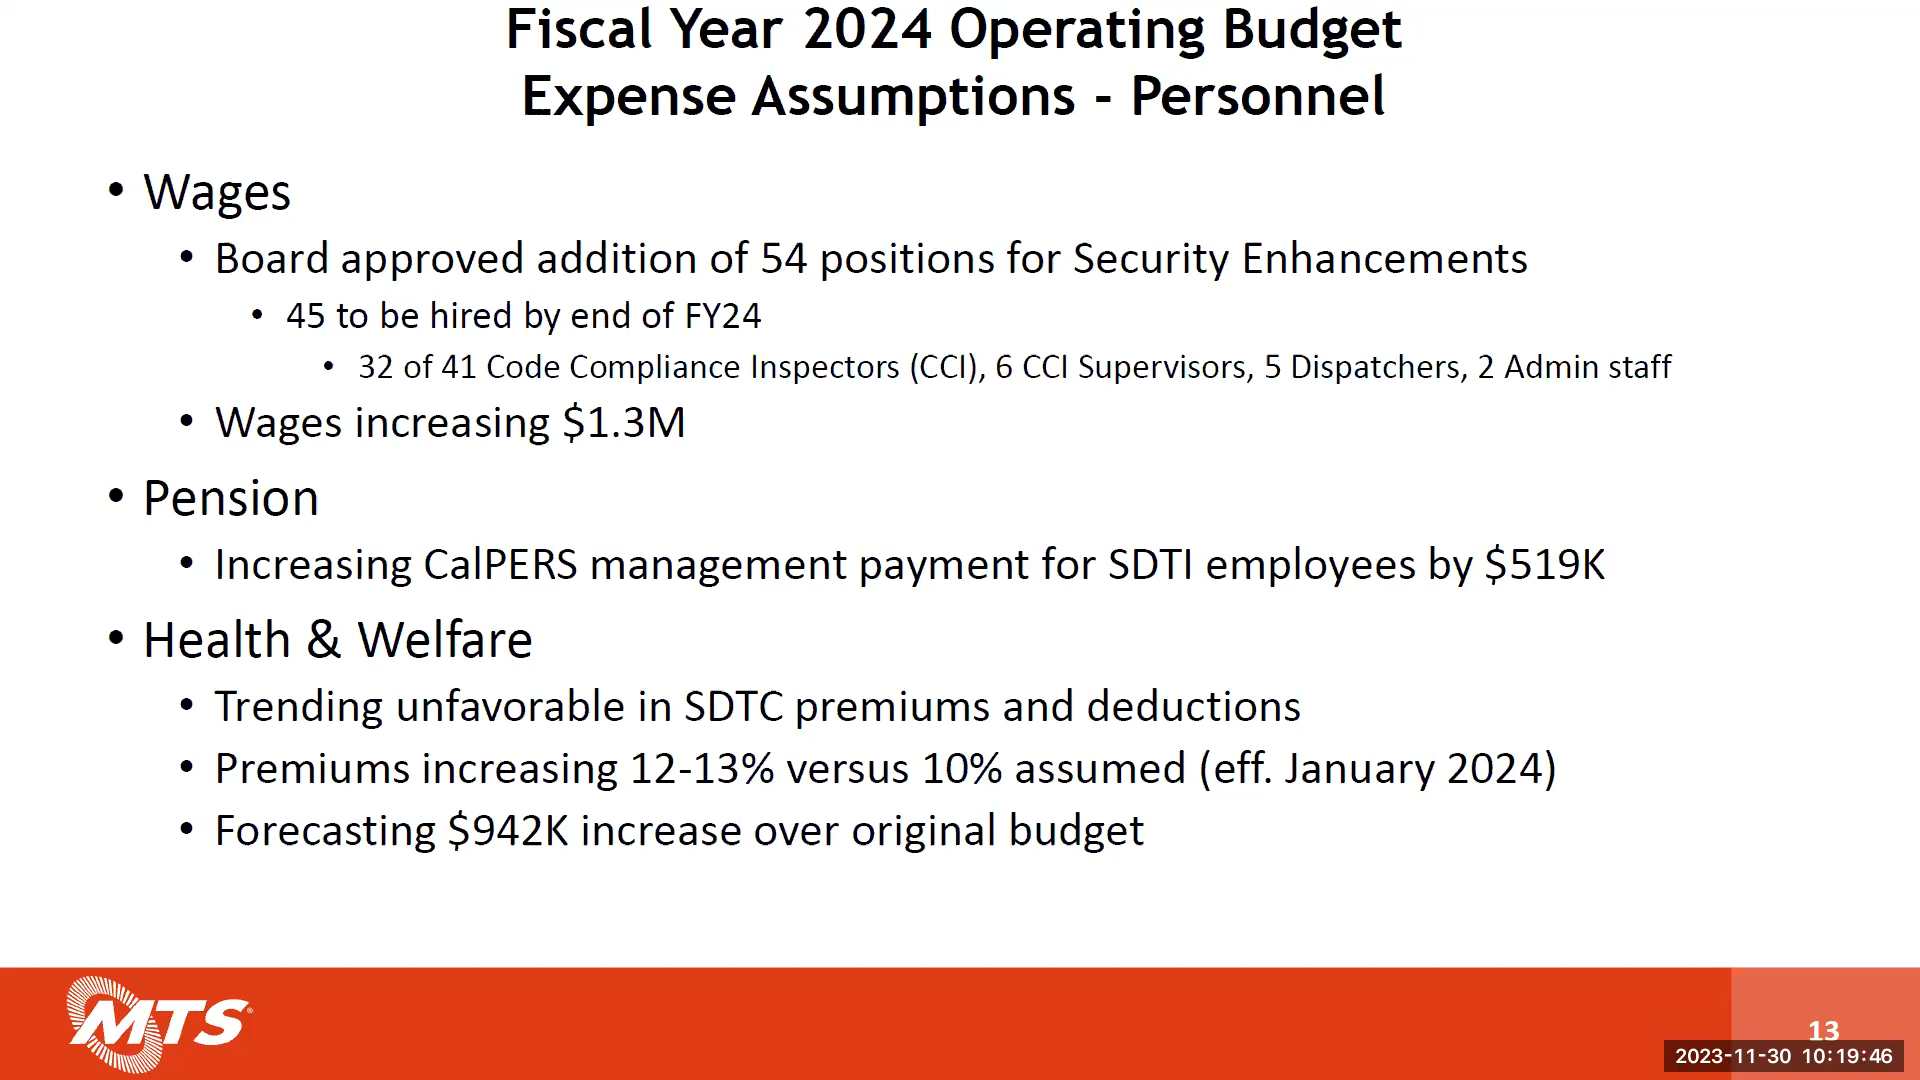 Fiscal Year 2024 Operating Budget
Expense Assumptions - Personnel
• Wages
• Board approved addition of 54 positions for Security Enhancements
• 45 to be hired by end of FY24
• 32 of 41 Code Compliance Inspectors (CCI), 6 CCI Supervisors, 5 Dispatchers, 2 Admin staff
• Wages increasing $1.3M
• Pension
• Increasing CalPERS management payment for SDTI employees by $519K
• Health & Welfare
• Trending unfavorable in SDTC premiums and deductions
• Premiums increasing 12-13% versus 10% assumed (eff. January 2024)
• Forecasting $942K increase over original budget
MTS®
13
2023-11-30 10:19:46